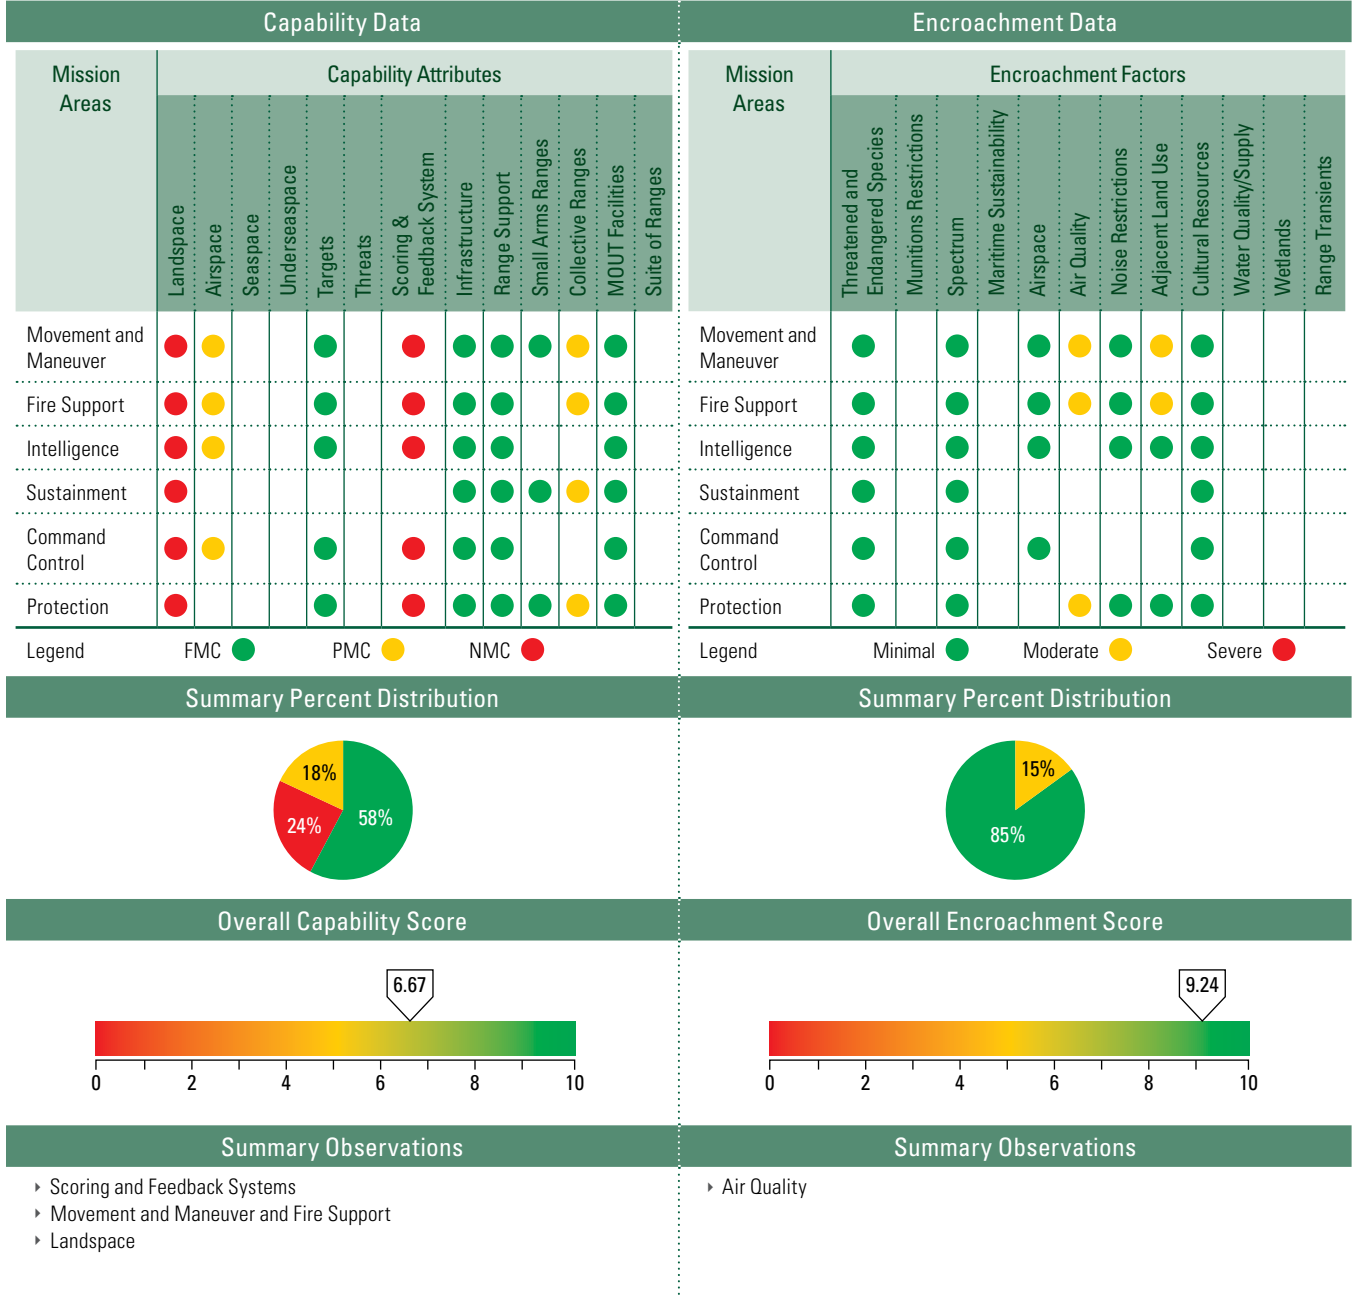 Capability Data
Mission
Areas
Capability Attributes
Landspace
Airspace
Seaspace
Underseaspace
Targets
Threats
Scoring &
Feedback System
Infrastructure
Range Support
Small Arms Ranges
Collective Ranges
MOUT Facilities
Suite of Ranges
Movement and
Maneuver
Fire Support
Intelligence
Sustainment
Command
Control
Protection
Legend FMC PMC NMC
Summary Percent Distribution
18%
24%
58%
Overall Capability Score
6.67
0 2 4 6 8 10
Summary Observations
‣ Scoring and Feedback Systems
‣ Movement and Maneuver and Fire Support
‣ Landspace
Encroachment Data
Mission
Areas
Encroachment Factors
Threatened and
Endangered Species
Munitions Restrictions
Spectrum
Maritime Sustainability
Airspace
Air Quality
Noise Restrictions
Adjacent Land Use
Cultural Resources
Water Quality/Supply
Wetlands
Range Transients
Movement and
Maneuver
Fire Support
Intelligence
Sustainment
Command
Control
Protection
Legend Minimal Moderate Severe
Summary Percent Distribution
15%
85%
Overall Encroachment Score
9.24
0 2 4 6 8 10
Summary Observations
‣ Air Quality